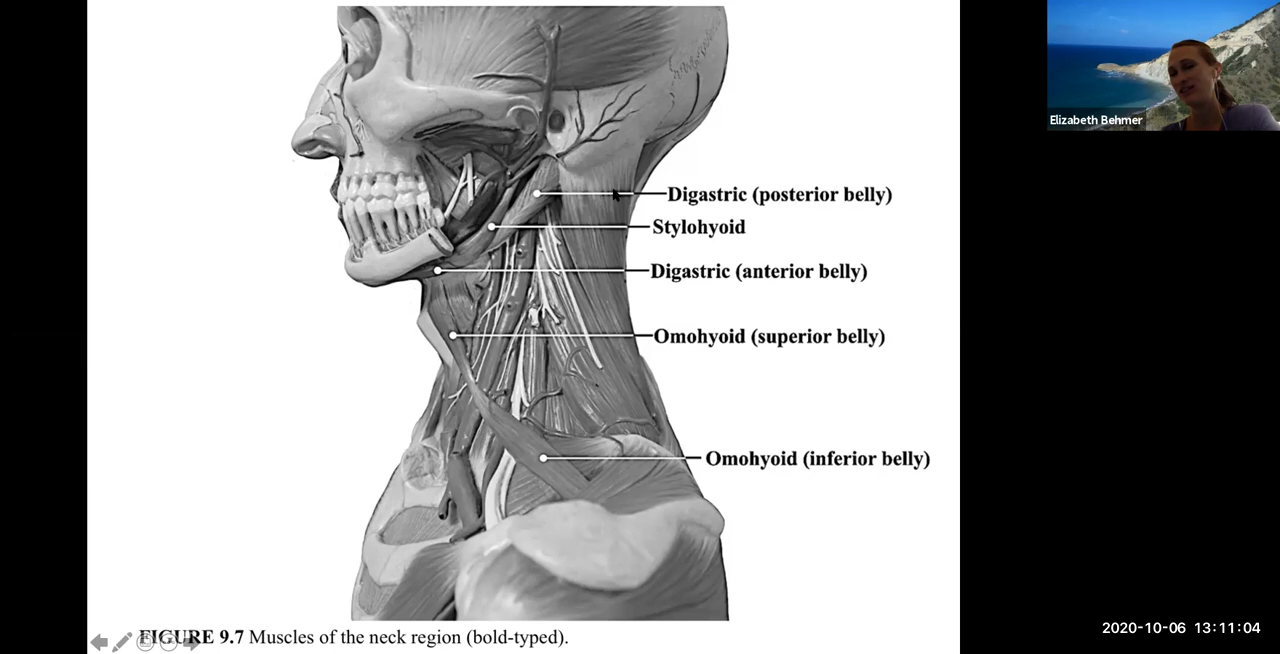 Elizabeth Behmer
Digastric (posterior belly)
Stylohyoid
Digastric (anterior belly)
Omohyoid (superior belly)
Omohyoid (inferior belly)
FIGURE 9.7 Muscles of the neck region (bold-typed).
2020-10-06 13:11:04